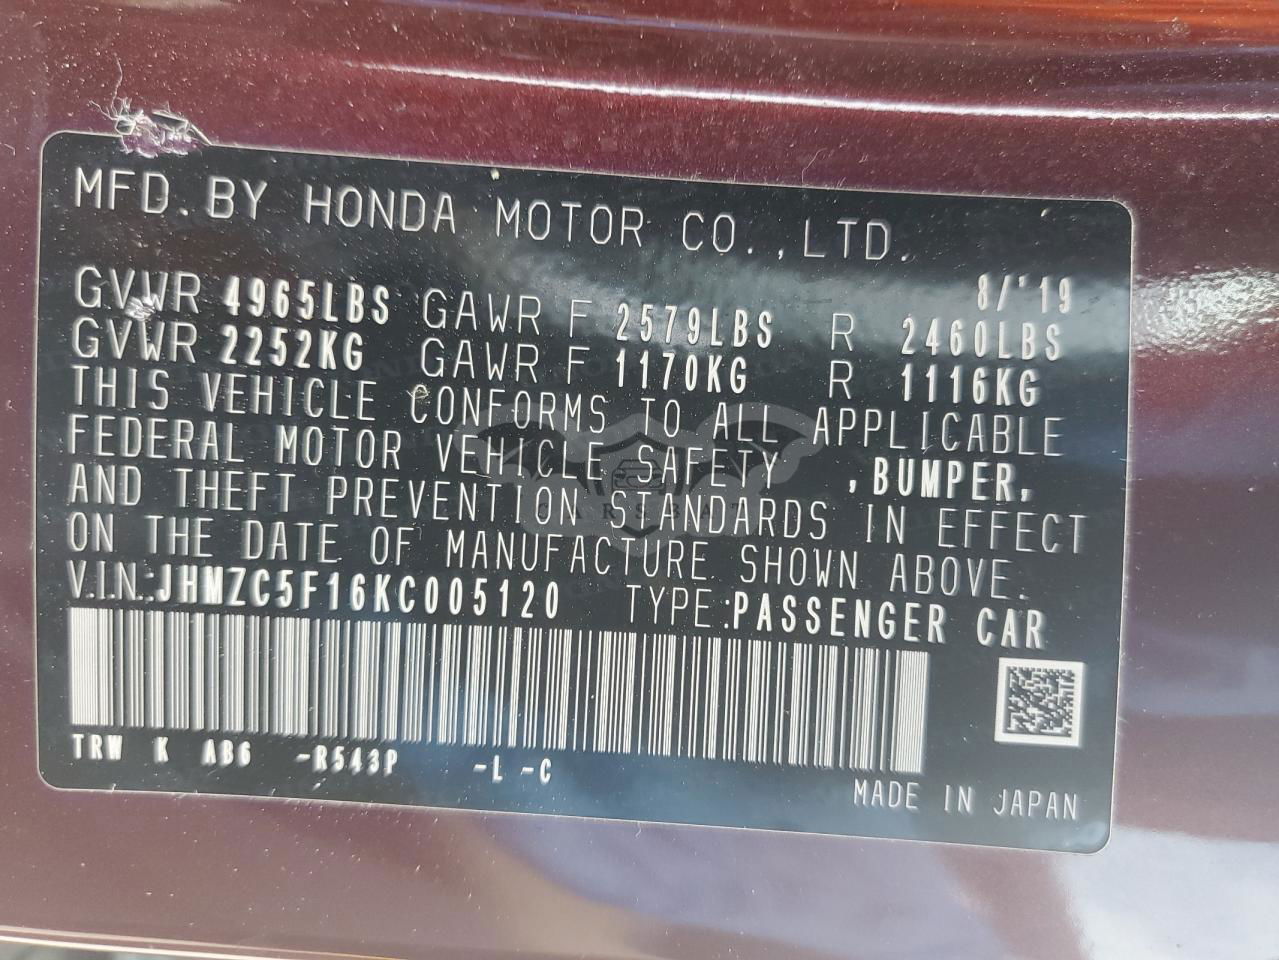 MFD. BY HONDA MOTOR CO.,LTD.
8/'19
GVWR 4965LBS GAWR F 2579LBS R 2460LBS
GVWR 2252KG GAWR F 1170KG R 1116KG
THIS VEHICLE CONFORMS TO ALL APPLICABLE
FEDERAL MOTOR VEHICLE SAFETY ,BUMPER,
AND THEFT PREVENTION STANDARDS IN EFFECT
ON THE DATE OF MANUFACTURE SHOWN ABOVE.
V.I.N.:JHMZC5F16KC005120 TYPE:PASSENGER CAR
TRW K AB6 -R543P -L -C
MADE IN JAPAN
CARSBAT